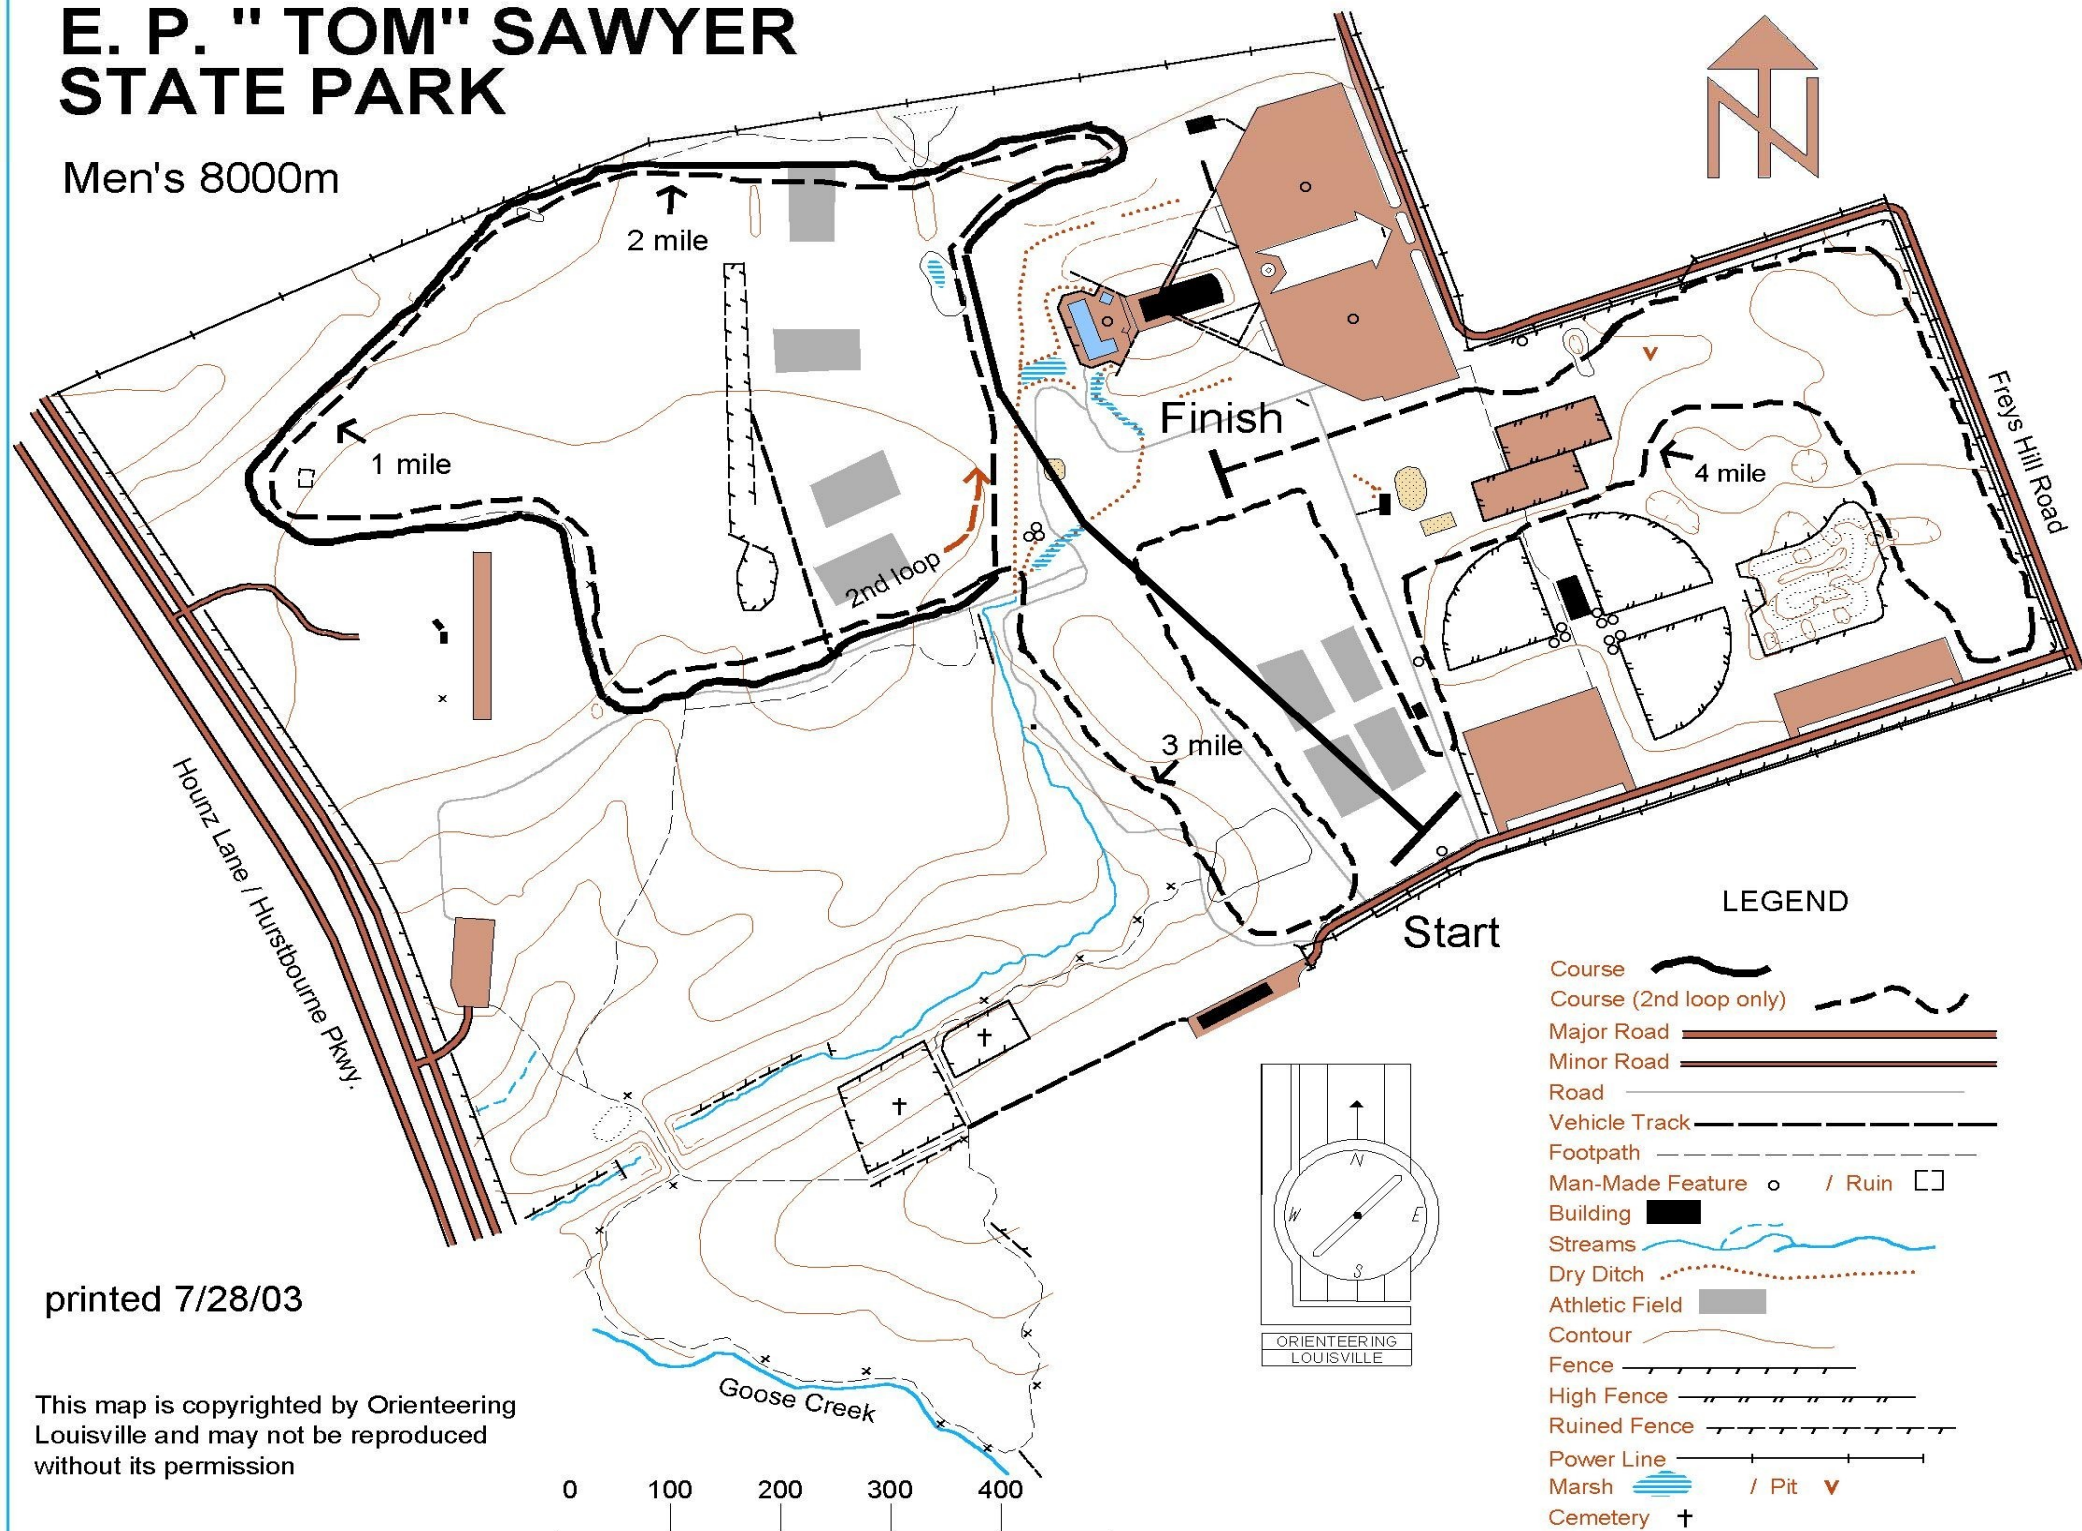 E. P. " TOM" SAWYER
STATE PARK
Men's 8000m
N
2 mile
1 mile
Finish
4 mile
Freys Hill Road
2nd loop
3 mile
Hounz Lane / Hurstbourne Pkwy.
Start
LEGEND
Course
Course (2nd loop only)
Major Road
Minor Road
Road
Vehicle Track
Footpath
Man-Made Feature / Ruin
Building
Streams
Dry Ditch
Athletic Field
Contour
Fence
High Fence
Ruined Fence
Power Line
Marsh / Pit
Cemetery
N
W E
S
ORIENTEERING
LOUISVILLE
printed 7/28/03
Goose Creek
This map is copyrighted by Orienteering
Louisville and may not be reproduced
without its permission
0 100 200 300 400